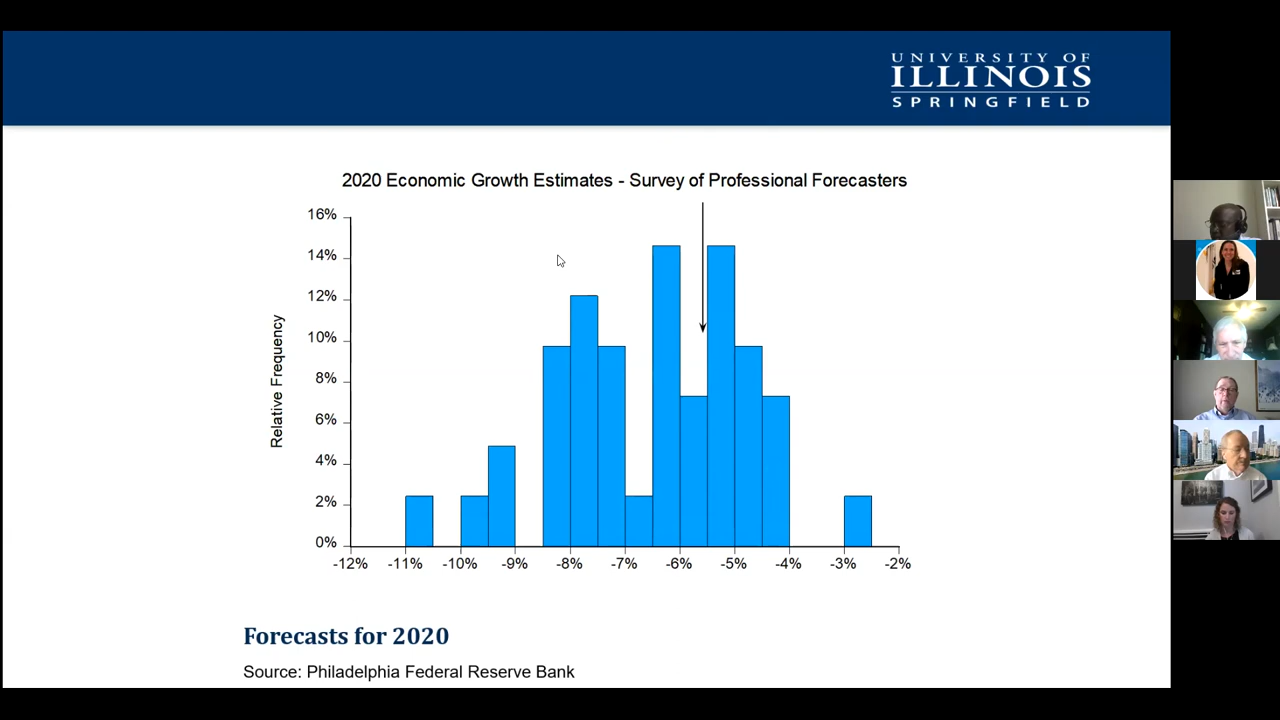 UNIVERSITY OF
ILLINOIS
SPRINGFIELD
2020 Economic Growth Estimates - Survey of Professional Forecasters
16%
14%
12%
10%
8%
6%
4%
2%
0%
Relative Frequency
-12% -11% -10% -9% -8% -7% -6% -5% -4% -3% -2%
Forecasts for 2020
Source: Philadelphia Federal Reserve Bank